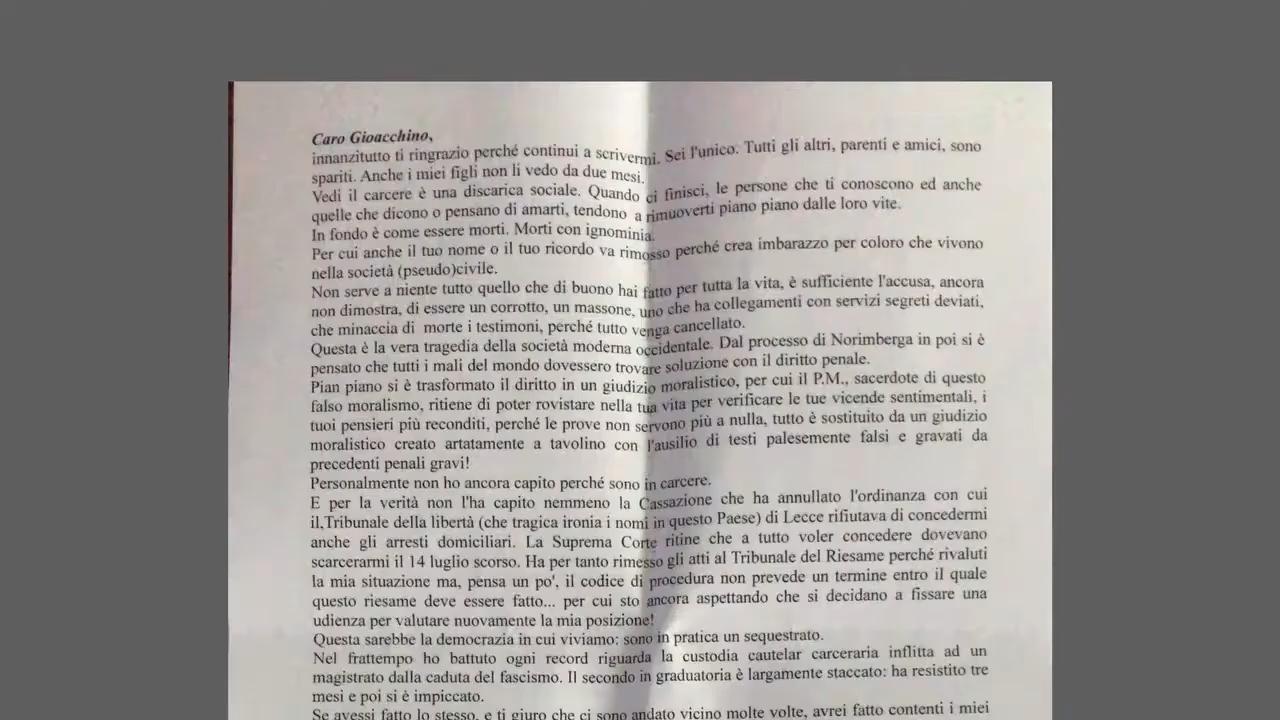 Caro Gioacchino,
innanzitutto ti ringrazio perché continui a scrivermi. Sei l'unico. Tutti gli altri, parenti e amici, sono
spariti. Anche i miei figli non li vedo da due mesi.
Vedi il carcere è una discarica sociale. Quando ci finisci, le persone che ti conoscono ed anche
quelle che dicono o pensano di amarti, tendono a rimuoverti piano piano dalle loro vite.
In fondo è come essere morti. Morti con ignominia.
Per cui anche il tuo nome o il tuo ricordo va rimosso perché crea imbarazzo per coloro che vivono
nella società (pseudo)civile.
Non serve a niente tutto quello che di buono hai fatto per tutta la vita, è sufficiente l'accusa, ancora
non dimostra, di essere un corrotto, un massone, uno che ha collegamenti con servizi segreti deviati,
che minaccia di morte i testimoni, perché tutto venga cancellato.
Questa è la vera tragedia della società moderna occidentale. Dal processo di Norimberga in poi si è
pensato che tutti i mali del mondo dovessero trovare soluzione con il diritto penale.
Pian piano si è trasformato il diritto in un giudizio moralistico, per cui il P.M., sacerdote di questo
falso moralismo, ritiene di poter rovistare nella tua vita per verificare le tue vicende sentimentali, i
tuoi pensieri più reconditi, perché le prove non servono più a nulla, tutto è sostituito da un giudizio
moralistico creato artatamente a tavolino con l'ausilio di testi palesemente falsi e gravati da
precedenti penali gravi!
Personalmente non ho ancora capito perché sono in carcere.
E per la verità non l'ha capito nemmeno la Cassazione che ha annullato l'ordinanza con cui
il,Tribunale della libertà (che tragica ironia i nomi in questo Paese) di Lecce rifiutava di concedermi
anche gli arresti domiciliari. La Suprema Corte ritine che a tutto voler concedere dovevano
scarcerarmi il 14 luglio scorso. Ha per tanto rimesso gli atti al Tribunale del Riesame perché rivaluti
la mia situazione ma, pensa un po', il codice di procedura non prevede un termine entro il quale
questo riesame deve essere fatto... per cui sto ancora aspettando che si decidano a fissare una
udienza per valutare nuovamente la mia posizione!
Questa sarebbe la democrazia in cui viviamo: sono in pratica un sequestrato.
Nel frattempo ho battuto ogni record riguarda la custodia cautelar carceraria inflitta ad un
magistrato dalla caduta del fascismo. Il secondo in graduatoria è largamente staccato: ha resistito tre
mesi e poi si è impiccato.
Se avessi fatto lo stesso, e ti giuro che ci sono andato vicino molte volte, avrei fatto contenti i miei